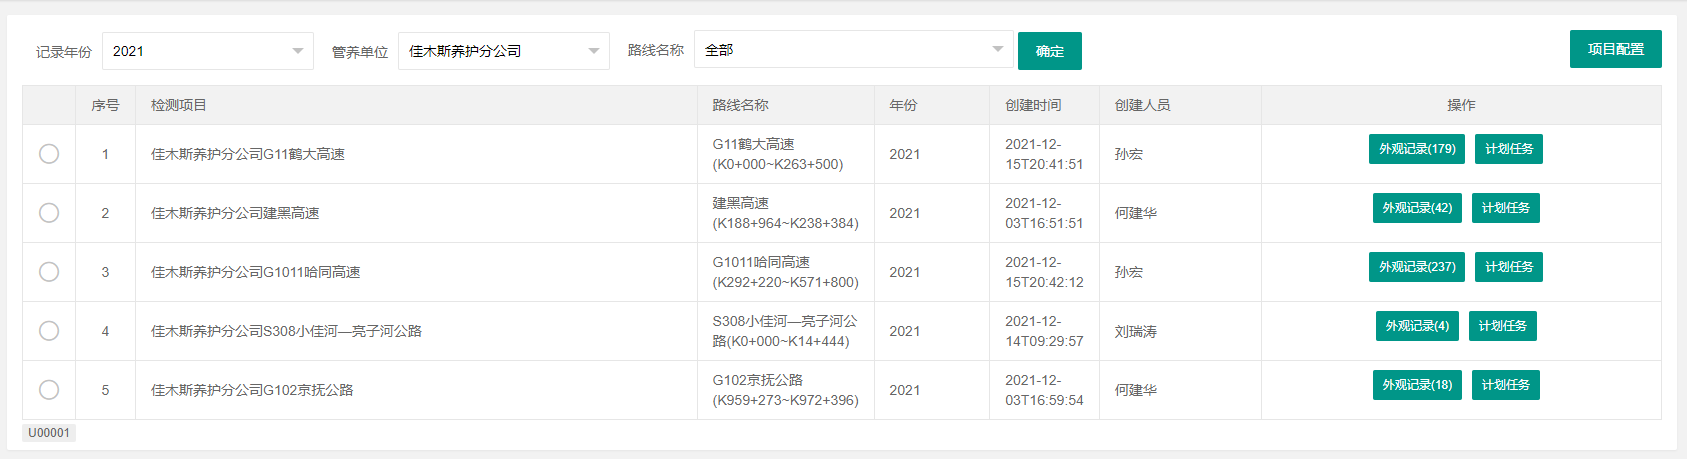 记录年份 2021 管养单位 佳木斯养护分公司 路线名称 全部 确定 项目配置
序号 检测项目 路线名称 年份 创建时间 创建人员 操作
1 佳木斯养护分公司G11鹤大高速 G11鹤大高速 2021 2021-12- 孙宏 外观记录(179) 计划任务
(K0+000~K263+500) 15T20:41:51
2 佳木斯养护分公司建黑高速 建黑高速 2021 2021-12- 何建华 外观记录(42) 计划任务
(K188+964~K238+384) 03T16:51:51
3 佳木斯养护分公司G1011哈同高速 G1011哈同高速 2021 2021-12- 孙宏 外观记录(237) 计划任务
(K292+220~K571+800) 15T20:42:12
4 佳木斯养护分公司S308小佳河—亮子河公路 S308小佳河—亮子河公 2021 2021-12- 刘瑞涛 外观记录(4) 计划任务
路(K0+000~K14+444) 14T09:29:57
5 佳木斯养护分公司G102京抚公路 G102京抚公路 2021 2021-12- 何建华 外观记录(18) 计划任务
(K959+273~K972+396) 03T16:59:54
U00001